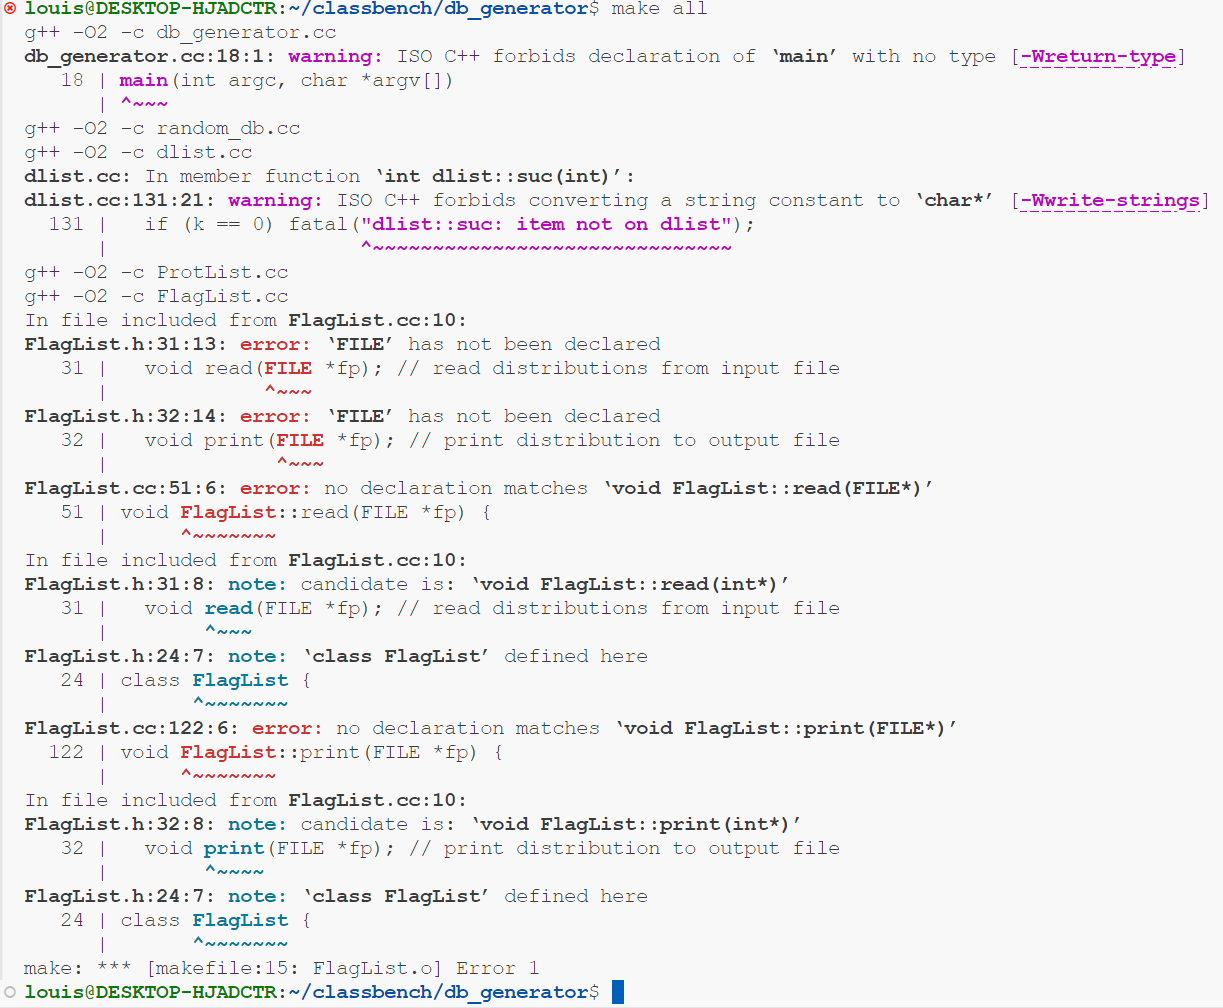 louis@DESKTOP-HJADCTR:~/classbench/db_generator$ make all
g++ -O2 -c db_generator.cc
db_generator.cc:18:1: warning: ISO C++ forbids declaration of ‘main’ with no type [-Wreturn-type]
   18 | main(int argc, char *argv[])
      | ^~~~
g++ -O2 -c random_db.cc
g++ -O2 -c dlist.cc
dlist.cc: In member function ‘int dlist::suc(int)’:
dlist.cc:131:21: warning: ISO C++ forbids converting a string constant to ‘char*’ [-Wwrite-strings]
  131 |   if (k == 0) fatal("dlist::suc: item not on dlist");
      |                     ^~~~~~~~~~~~~~~~~~~~~~~~~~~~~~~
g++ -O2 -c ProtList.cc
g++ -O2 -c FlagList.cc
In file included from FlagList.cc:10:
FlagList.h:31:13: error: ‘FILE’ has not been declared
   31 |   void read(FILE *fp); // read distributions from input file
      |             ^~~~
FlagList.h:32:14: error: ‘FILE’ has not been declared
   32 |   void print(FILE *fp); // print distribution to output file
      |              ^~~~
FlagList.cc:51:6: error: no declaration matches ‘void FlagList::read(FILE*)’
   51 | void FlagList::read(FILE *fp) {
      |      ^~~~~~~~
In file included from FlagList.cc:10:
FlagList.h:31:8: note: candidate is: ‘void FlagList::read(int*)’
   31 |   void read(FILE *fp); // read distributions from input file
      |        ^~~~
FlagList.h:24:7: note: ‘class FlagList’ defined here
   24 | class FlagList {
      |       ^~~~~~~~
FlagList.cc:122:6: error: no declaration matches ‘void FlagList::print(FILE*)’
  122 | void FlagList::print(FILE *fp) {
      |      ^~~~~~~~
In file included from FlagList.cc:10:
FlagList.h:32:8: note: candidate is: ‘void FlagList::print(int*)’
   32 |   void print(FILE *fp); // print distribution to output file
      |        ^~~~~
FlagList.h:24:7: note: ‘class FlagList’ defined here
   24 | class FlagList {
      |       ^~~~~~~~
make: *** [makefile:15: FlagList.o] Error 1
louis@DESKTOP-HJADCTR:~/classbench/db_generator$